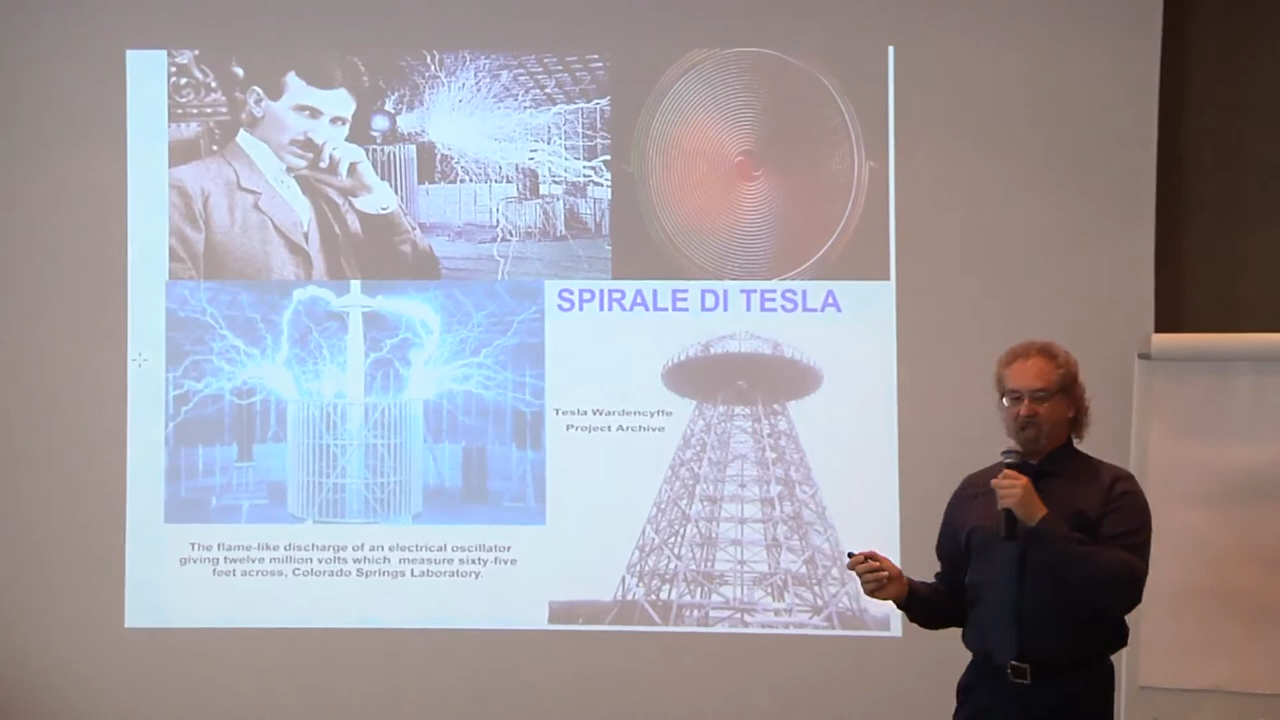 SPIRALE DI TESLA
Tesla Wardencyffe
Project Archive
The flame-like discharge of an electrical oscillator
giving twelve million volts which measure sixty-five
feet across, Colorado Springs Laboratory.